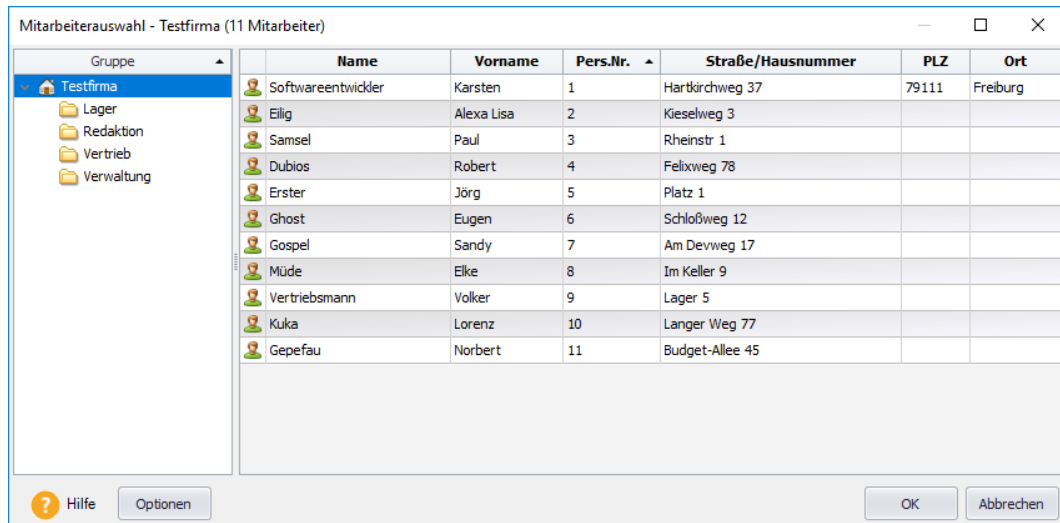 Mitarbeiterauswahl - Testfirma (11 Mitarbeiter)
Gruppe
Testfirma
Lager
Redaktion
Vertrieb
Verwaltung
Name Vorname Pers.Nr. Straße/Hausnummer PLZ Ort
Softwareentwickler Karsten 1 Hartkirchweg 37 79111 Freiburg
Eilig Alexa Lisa 2 Kieselweg 3
Samsel Paul 3 Rheinstr 1
Dubios Robert 4 Felixweg 78
Erster Jörg 5 Platz 1
Ghost Eugen 6 Schloßweg 12
Gospel Sandy 7 Am Devweg 17
Müde Elke 8 Im Keller 9
Vertriebsmann Volker 9 Lager 5
Kuka Lorenz 10 Langer Weg 77
Gepefau Norbert 11 Budget-Allee 45
? Hilfe Optionen OK Abbrechen